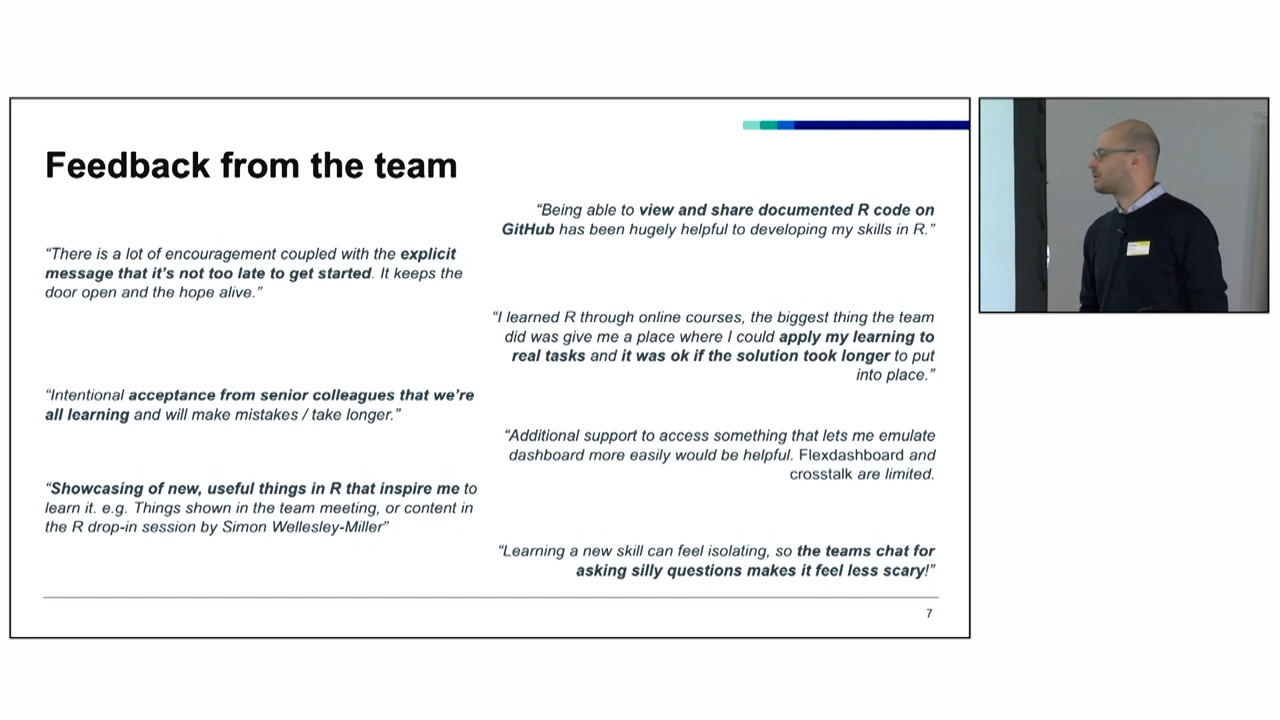 Feedback from the team
“There is a lot of encouragement coupled with the explicit
message that it’s not too late to get started. It keeps the
door open and the hope alive.”
“Intentional acceptance from senior colleagues that we’re
all learning and will make mistakes / take longer.”
“Showcasing of new, useful things in R that inspire me to
learn it. e.g. Things shown in the team meeting, or content in
the R drop-in session by Simon Wellesley-Miller”
“Being able to view and share documented R code on
GitHub has been hugely helpful to developing my skills in R.”
“I learned R through online courses, the biggest thing the team
did was give me a place where I could apply my learning to
real tasks and it was ok if the solution took longer to put
into place.”
“Additional support to access something that lets me emulate
dashboard more easily would be helpful. Flexdashboard and
crosstalk are limited.
“Learning a new skill can feel isolating, so the teams chat for
asking silly questions makes it feel less scary!”
7